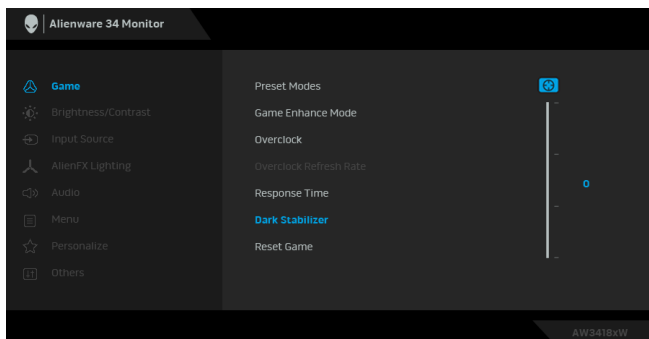 Alienware 34 Monitor
Game
Brightness/Contrast
Input Source
AlienFX Lighting
Audio
Menu
Personalize
Others
Preset Modes
Game Enhance Mode
Overclock
Overclock Refresh Rate
Response Time
Dark Stabilizer
Reset Game
0
AW3418xW